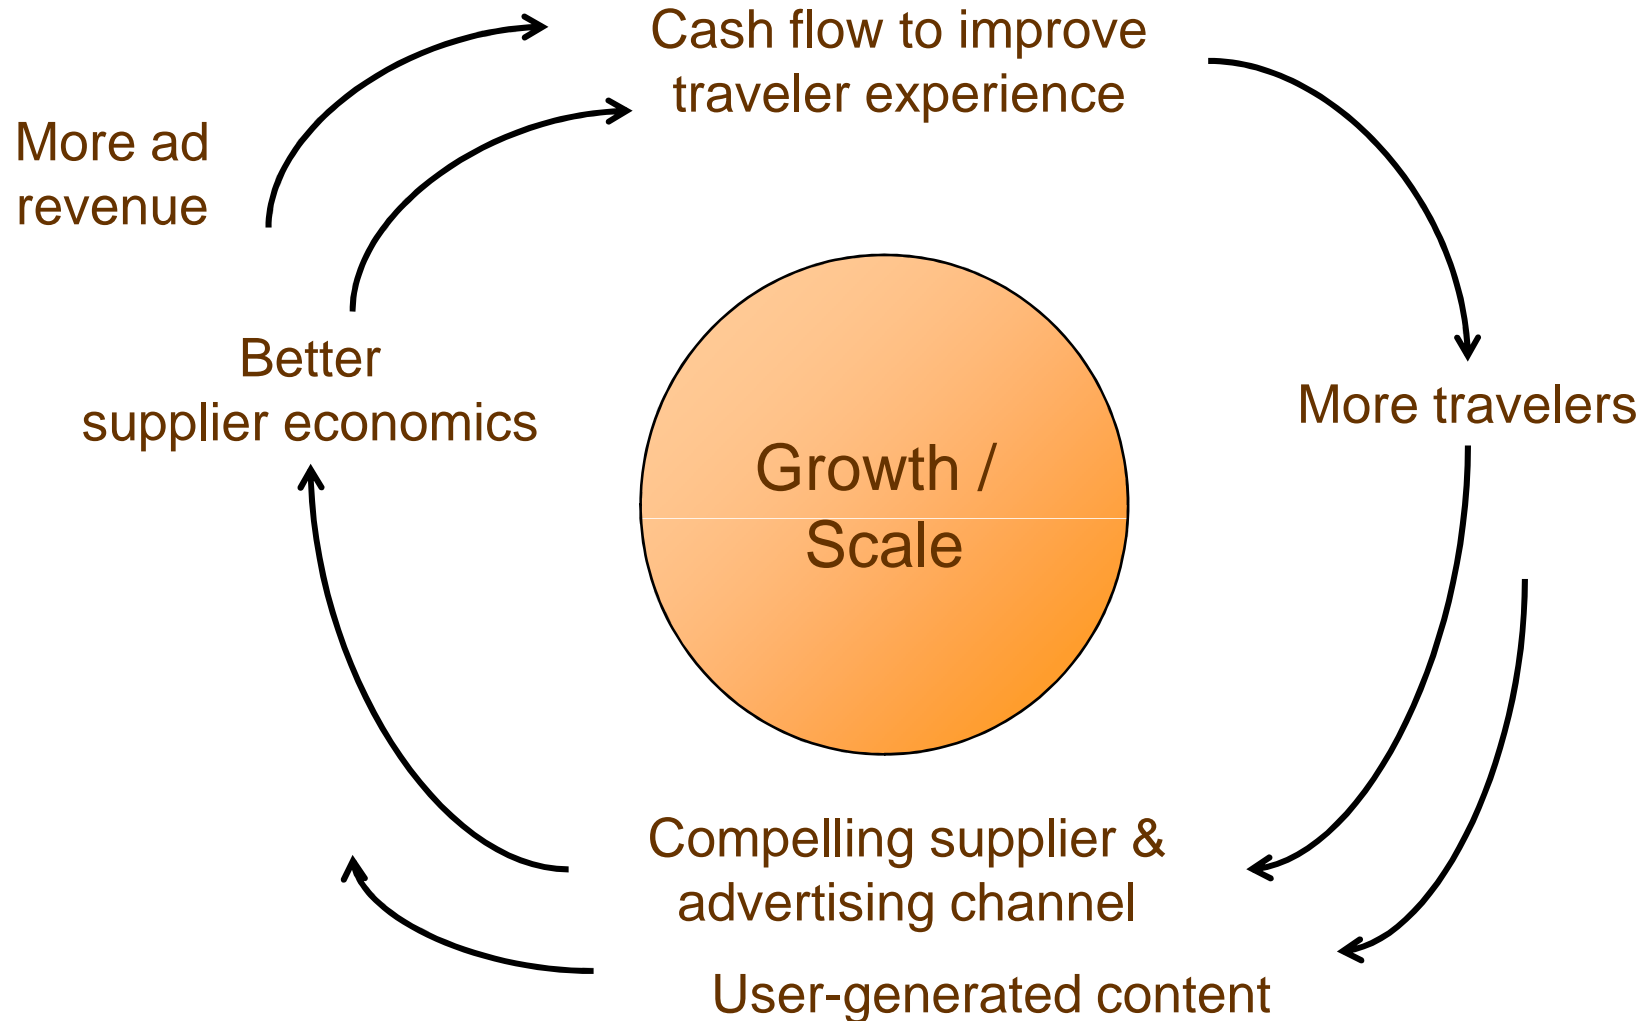 Cash flow to improve
traveler experience
More ad
revenue
Better
supplier economics
More travelers
Growth /
Scale
Compelling supplier &
advertising channel
User-generated content